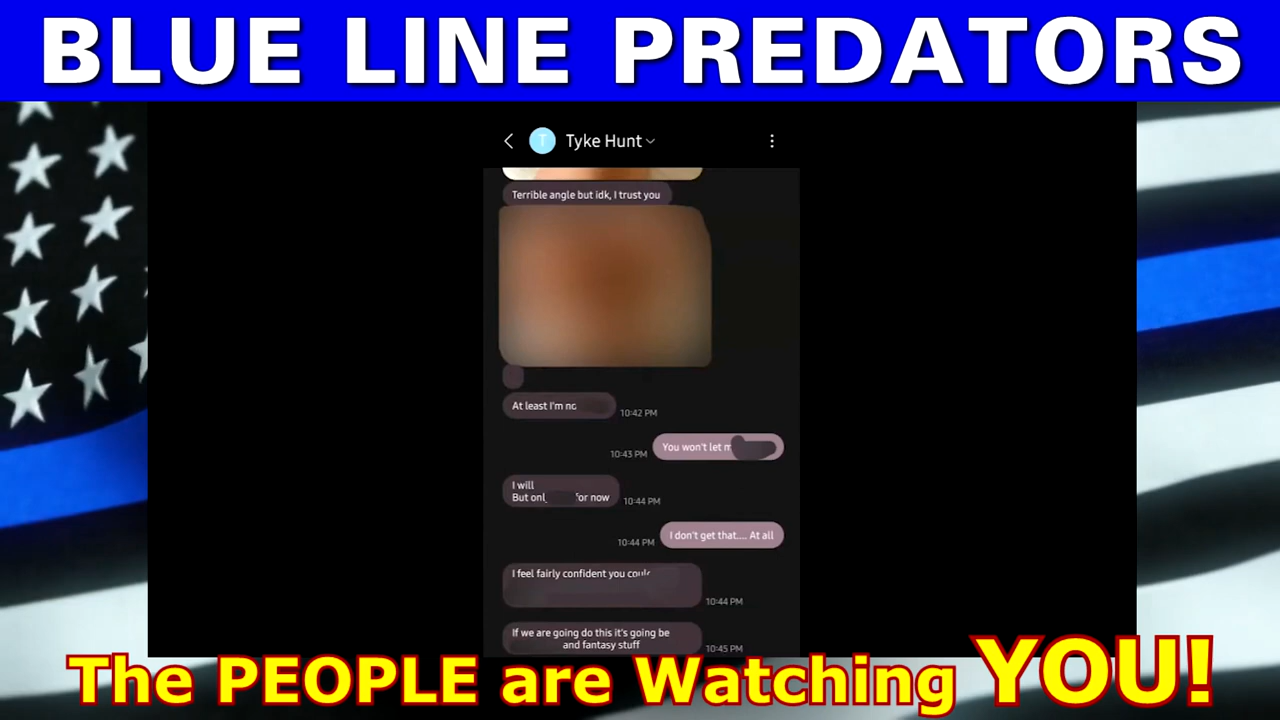 BLUE LINE PREDATORS
T Tyke Hunt
Terrible angle but idk, I trust you
At least I'm
10:42 PM
You won't let
10:43 PM
I will
But for now
10:44 PM
I don't get that.... At all
10:44 PM
I feel fairly confident you
10:44 PM
If we are going do this it's going be
and fantasy stuff
10:45 PM
The PEOPLE are Watching YOU!